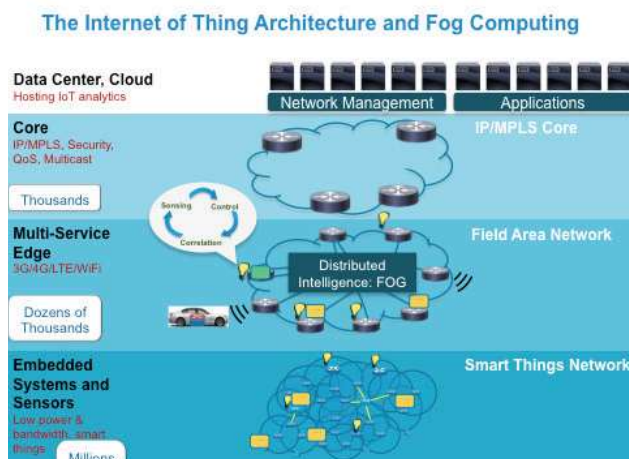 The Internet of Thing Architecture and Fog Computing
Data Center, Cloud
Hosting IoT analytics
Network Management
Applications
Core
IP/MPLS, Security,
QoS, Multicast
IP/MPLS Core
Thousands
Sensing
Control
Correlation
Multi-Service
Edge
3G/4G/LTE/WiFi
Field Area Network
Distributed
Intelligence: FOG
Dozens of
Thousands
Embedded
Systems and
Sensors
Low power &
bandwidth, smart
things
Smart Things Network
Millions